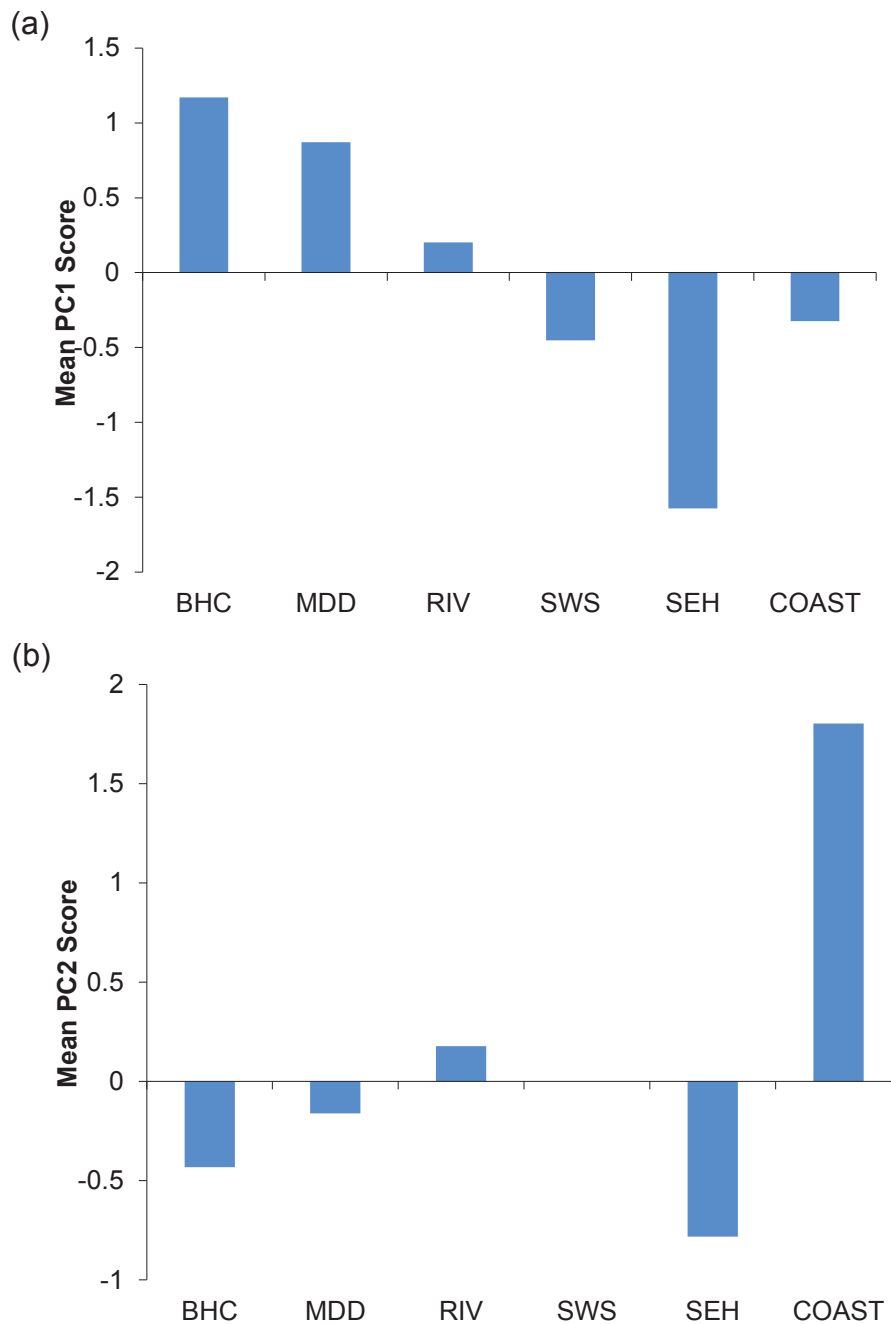 (a)
1.5
1
0.5
0
-0.5
-1
-1.5
-2
Mean PC1 Score
BHC MDD RIV SWS SEH COAST
(b)
2
1.5
1
0.5
0
-0.5
-1
Mean PC2 Score
BHC MDD RIV SWS SEH COAST